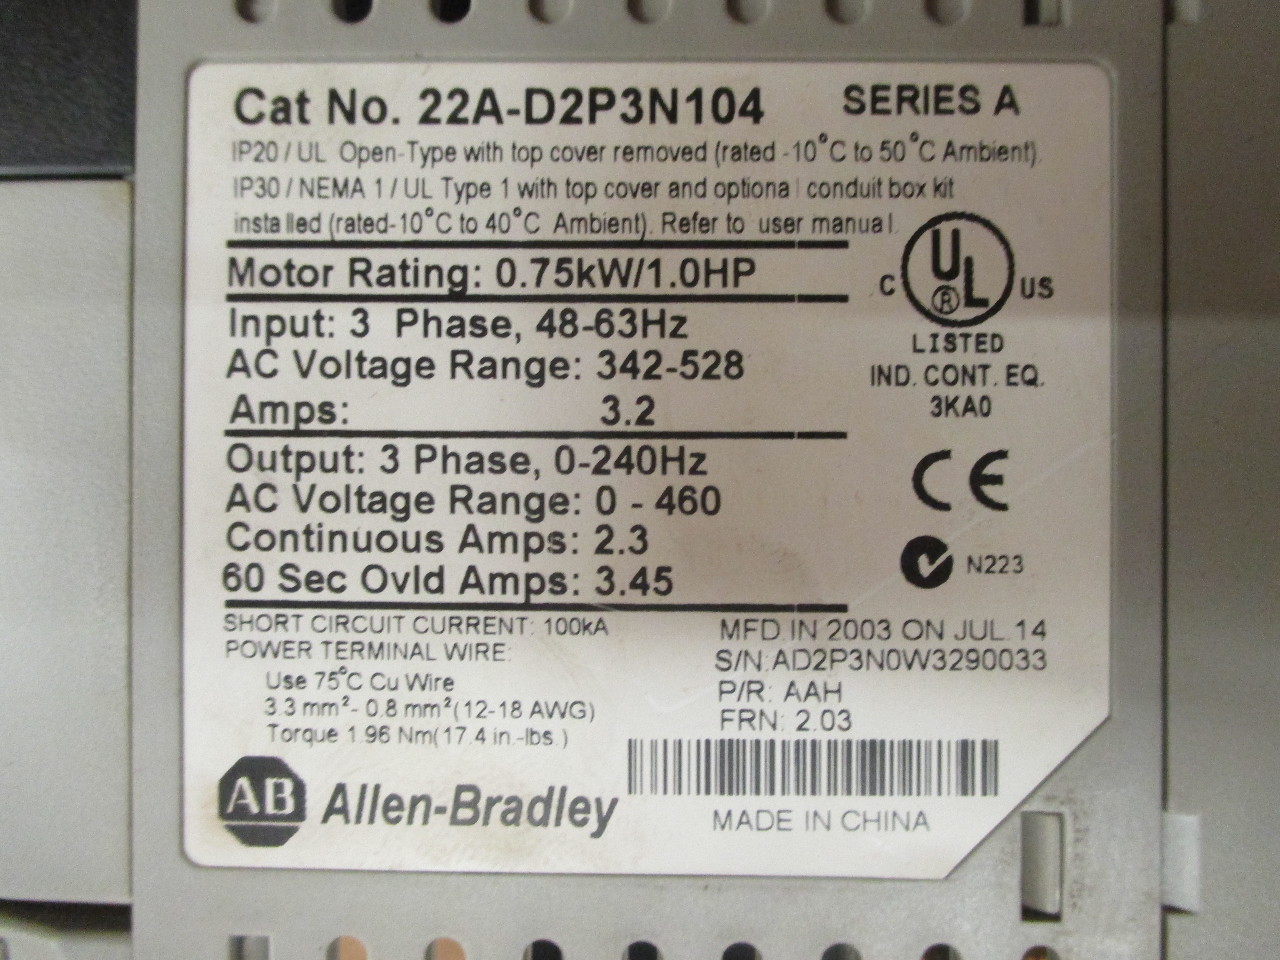 Cat No. 22A-D2P3N104 SERIES A
IP20 / UL Open-Type with top cover removed (rated -10°C to 50°C Ambient).
IP30 / NEMA 1 / UL Type 1 with top cover and optional conduit box kit
installed (rated-10°C to 40°C Ambient). Refer to user manual.
Motor Rating: 0.75kW/1.0HP
Input: 3 Phase, 48-63Hz
AC Voltage Range: 342-528
Amps: 3.2
Output: 3 Phase, 0-240Hz
AC Voltage Range: 0 - 460
Continuous Amps: 2.3
60 Sec Ovld Amps: 3.45
C UL ® US
LISTED
IND. CONT. EQ.
3KA0
CE
N223
SHORT CIRCUIT CURRENT: 100kA
POWER TERMINAL WIRE:
Use 75°C Cu Wire
3.3 mm²- 0.8 mm²(12-18 AWG)
Torque 1.96 Nm(17.4 in.-lbs.)
MFD.IN 2003 ON JUL.14
S/N:AD2P3N0W3290033
P/R: AAH
FRN: 2.03
AB Allen-Bradley
MADE IN CHINA